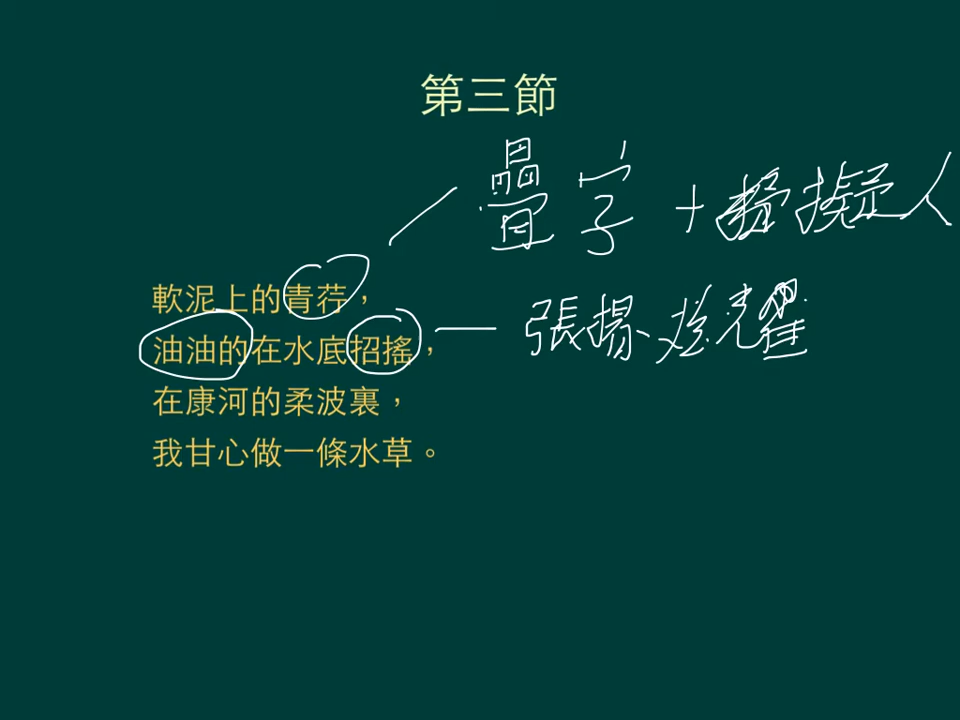 第三節
疊字+擬人
軟泥上的青荇，
油油的在水底招搖，
張揚炫耀
在康河的柔波裏，
我甘心做一條水草。